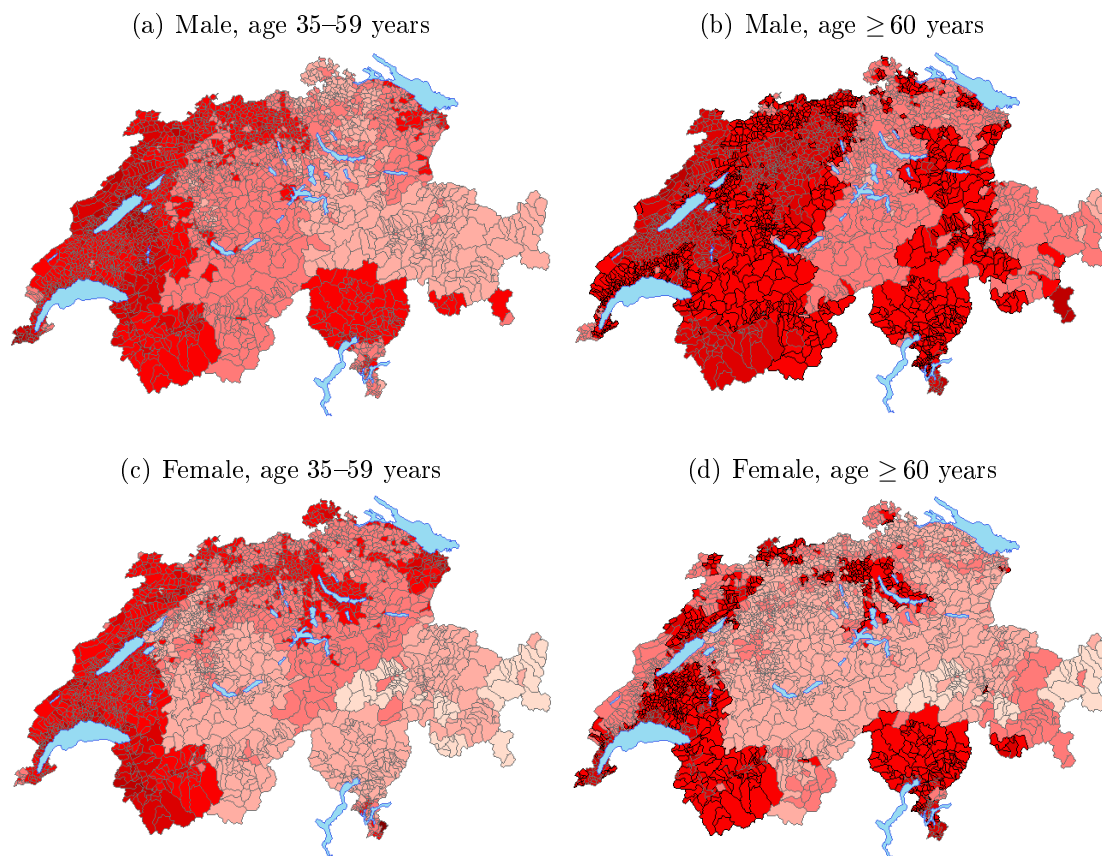 (a) Male, age 35–59 years
(b) Male, age ≥ 60 years
(c) Female, age 35–59 years
(d) Female, age ≥ 60 years